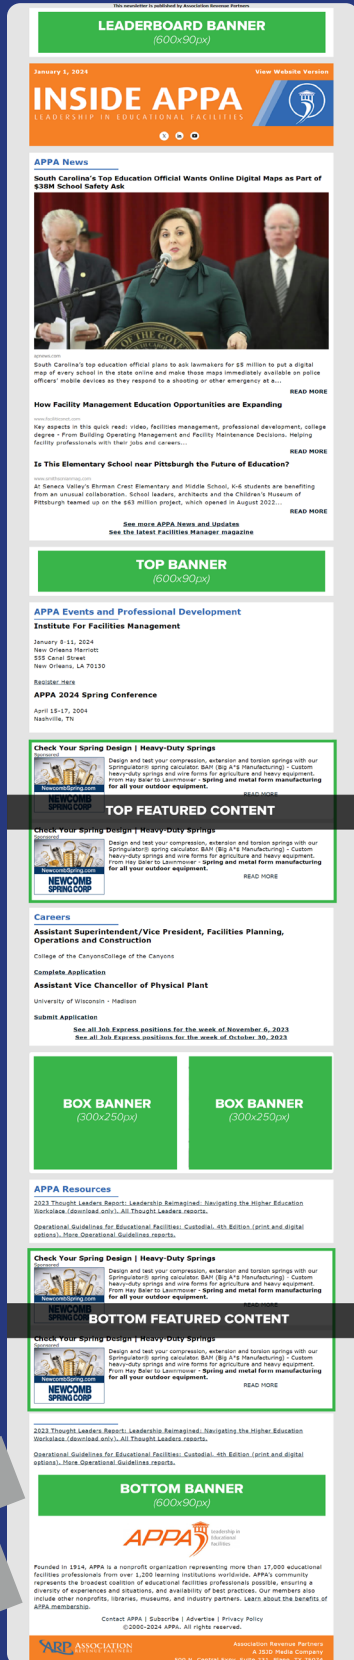 This newsletter is published by Association Revenue Partners
LEADERBOARD BANNER
(600x90px)
January 1, 2024
View Website Version
INSIDE APPA
LEADERSHIP IN EDUCATIONAL FACILITIES
APPA News
South Carolina's Top Education Official Wants Online Digital Maps as Part of
$38M School Safety Ask
South Carolina's top education official plans to ask lawmakers for $5 million to put a digital
map of every school in the state online and make those maps immediately available on police
officers' mobile devices as they respond to a shooting or other emergency at a...
READ MORE
How Facility Management Education Opportunities are Expanding
www.facilitiesnet.com
Key aspects in this quick read: video, facilities management, professional development, college
degree - From Building Operating Management and Facility Maintenance Decisions. Helping
facility professionals with their jobs and careers...
READ MORE
Is This Elementary School near Pittsburgh the Future of Education?
www.smithsonianmag.com
At Seneca Valley's Ehrman Crest Elementary and Middle School, K-6 students are benefiting
from an unusual collaboration. School leaders, architects and the Children's Museum of
Pittsburgh teamed up on the $63 million project, which opened in August 2022...
READ MORE
See more APPA News and Updates
See the latest Facilities Manager magazine
TOP BANNER
(600x90px)
APPA Events and Professional Development
Institute For Facilities Management
January 8-11, 2024
New Orleans Marriott
555 Canal Street
New Orleans, LA 70130
Register Here
APPA 2024 Spring Conference
April 15-17, 2004
Nashville, TN
Check Your Spring Design | Heavy-Duty Springs
Sponsored
Design and test your compression, extension and torsion springs with our
Springulator® spring calculator. BAM (Big A*$ Manufacturing) - Custom
heavy-duty springs and wire forms for agriculture and heavy equipment.
From Hay Baler to Lawnmower - Spring and metal form manufacturing
for all your outdoor equipment.
READ MORE
NewcombSpring.com
NEWCOMB
SPRING CORP
TOP FEATURED CONTENT
Check Your Spring Design | Heavy-Duty Springs
Sponsored
Design and test your compression, extension and torsion springs with our
Springulator® spring calculator. BAM (Big A*$ Manufacturing) - Custom
heavy-duty springs and wire forms for agriculture and heavy equipment.
From Hay Baler to Lawnmower - Spring and metal form manufacturing
for all your outdoor equipment.
READ MORE
NewcombSpring.com
NEWCOMB
SPRING CORP
Careers
Assistant Superintendent/Vice President, Facilities Planning,
Operations and Construction
College of the CanyonsCollege of the Canyons
Complete Application
Assistant Vice Chancellor of Physical Plant
University of Wisconsin - Madison
Submit Application
See all Job Express positions for the week of November 6, 2023
See all Job Express positions for the week of October 30, 2023
BOX BANNER
(300x250px)
BOX BANNER
(300x250px)
APPA Resources
2023 Thought Leaders Report: Leadership Reimagined: Navigating the Higher Education
Workplace (download only). All Thought Leaders reports.
Operational Guidelines for Educational Facilities: Custodial, 4th Edition (print and digital
options). More Operational Guidelines reports.
Check Your Spring Design | Heavy-Duty Springs
Sponsored
Design and test your compression, extension and torsion springs with our
Springulator® spring calculator. BAM (Big A*$ Manufacturing) - Custom
heavy-duty springs and wire forms for agriculture and heavy equipment.
From Hay Baler to Lawnmower - Spring and metal form manufacturing
for all your outdoor equipment.
READ MORE
NewcombSpring.com
NEWCOMB
SPRING CORP
BOTTOM FEATURED CONTENT
Check Your Spring Design | Heavy-Duty Springs
Sponsored
Design and test your compression, extension and torsion springs with our
Springulator® spring calculator. BAM (Big A*$ Manufacturing) - Custom
heavy-duty springs and wire forms for agriculture and heavy equipment.
From Hay Baler to Lawnmower - Spring and metal form manufacturing
for all your outdoor equipment.
READ MORE
NewcombSpring.com
NEWCOMB
SPRING CORP
2023 Thought Leaders Report: Leadership Reimagined: Navigating the Higher Education
Workplace (download only). All Thought Leaders reports.
Operational Guidelines for Educational Facilities: Custodial, 4th Edition (print and digital
options). More Operational Guidelines reports.
BOTTOM BANNER
(600x90px)
APPA
Leadership in
Educational
Facilities
Founded in 1914, APPA is a nonprofit organization representing more than 17,000 educational
facilities professionals from over 1,200 learning institutions worldwide. APPA's community
represents the broadest coalition of educational facilities professionals possible, ensuring a
diversity of experiences and situations, and availability of best practices. Our members also
include other nonprofits, libraries, museums, and industry partners. Learn about the benefits of
APPA membership.
Contact APPA | Subscribe | Advertise | Privacy Policy
©2006-2024 APPA. All rights reserved.
ARP ASSOCIATION
REVENUE PARTNERS
Association Revenue Partners
A ISJD Media Company